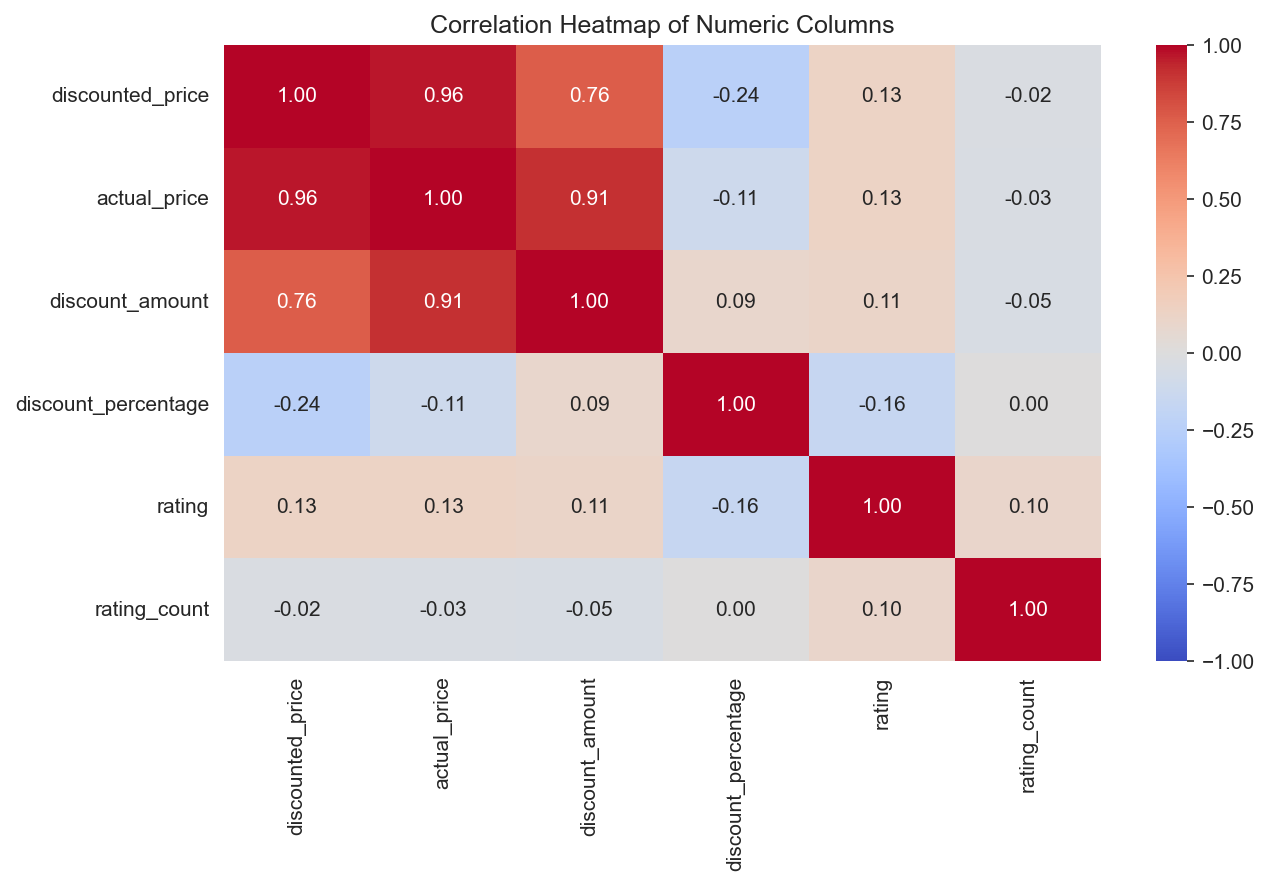 Correlation Heatmap of Numeric Columns
discounted_price 1.00 0.96 0.76 -0.24 0.13 -0.02
actual_price 0.96 1.00 0.91 -0.11 0.13 -0.03
discount_amount 0.76 0.91 1.00 0.09 0.11 -0.05
discount_percentage -0.24 -0.11 0.09 1.00 -0.16 0.00
rating 0.13 0.13 0.11 -0.16 1.00 0.10
rating_count -0.02 -0.03 -0.05 0.00 0.10 1.00
discounted_price
actual_price
discount_amount
discount_percentage
rating
rating_count
1.00
0.75
0.50
0.25
0.00
−0.25
−0.50
−0.75
−1.00